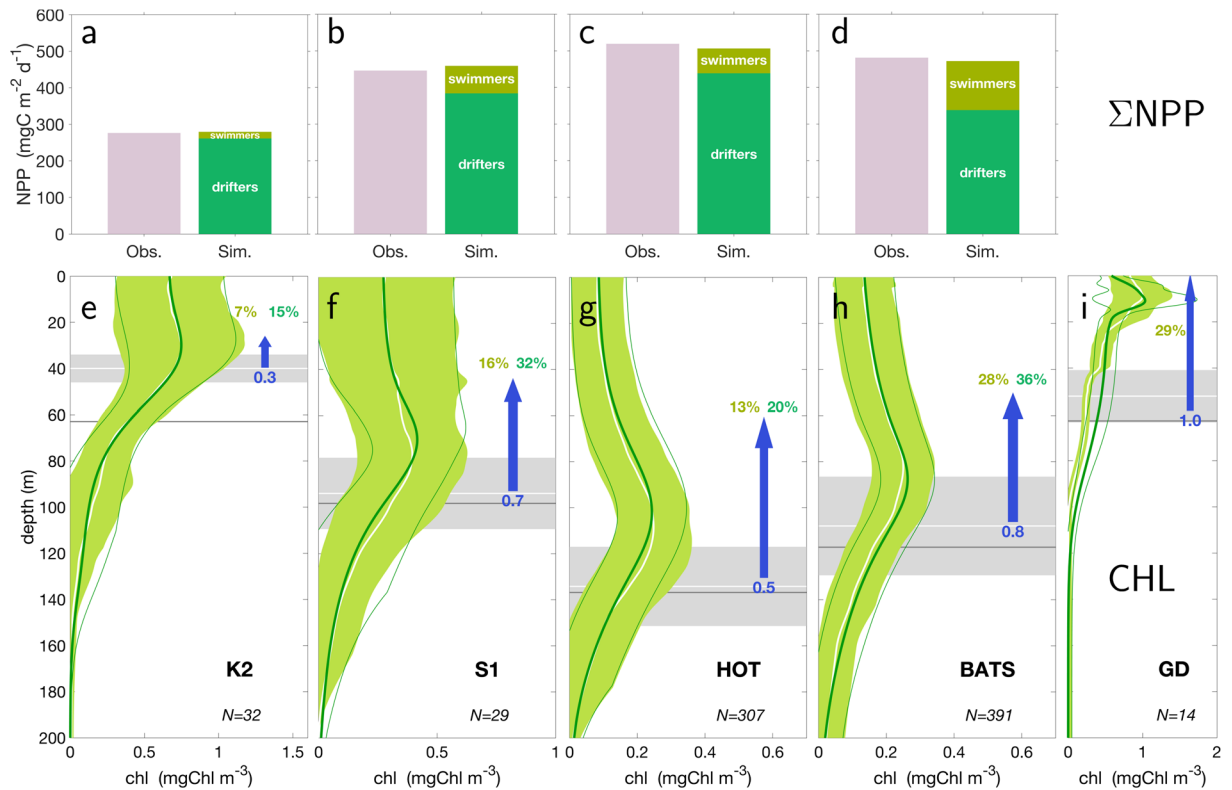 a
b
c
d
600
500
400
300
200
100
0
NPP (mgC m⁻² d⁻¹)
swimmers
drifters
swimmers
drifters
swimmers
drifters
swimmers
drifters
ΣNPP
Obs. Sim.
Obs. Sim.
Obs. Sim.
Obs. Sim.
e
f
g
h
i
0
20
40
60
80
100
120
140
160
180
200
depth (m)
7% 15%
0.3
16% 32%
0.7
13% 20%
0.5
28% 36%
0.8
29%
1.0
CHL
K2
N=32
S1
N=29
HOT
N=307
BATS
N=391
GD
N=14
0 0.5 1 1.5
0 0.5 1
0 0.2 0.4 0.6
0 0.2 0.4 0.6
0 1 2
chl (mgChl m⁻³)
chl (mgChl m⁻³)
chl (mgChl m⁻³)
chl (mgChl m⁻³)
chl (mgChl m⁻³)